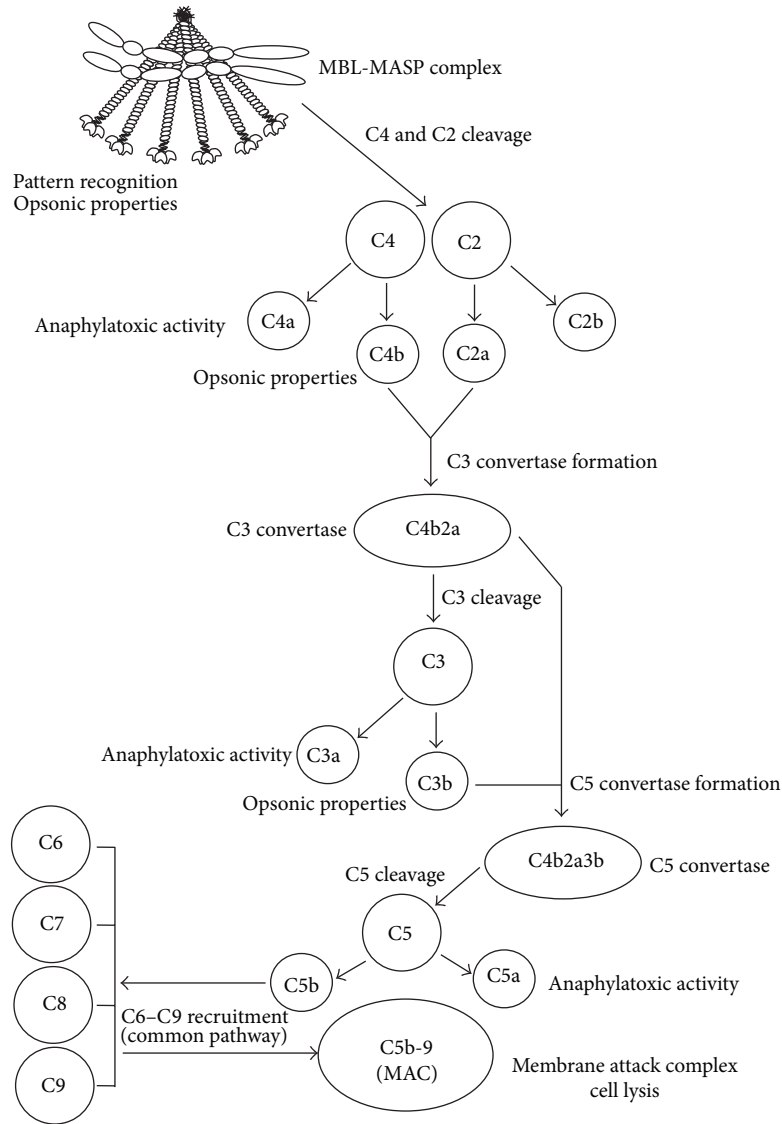 MBL-MASP complex
C4 and C2 cleavage
Pattern recognition
Opsonic properties
C4
C2
C4a
Anaphylatoxic activity
C2b
C4b
C2a
Opsonic properties
C3 convertase formation
C3 convertase
C4b2a
C3 cleavage
C3
Anaphylatoxic activity
C3a
C3b
C5 convertase formation
Opsonic properties
C6
C4b2a3b
C5 convertase
C5 cleavage
C7
C5
C5b
C5a
Anaphylatoxic activity
C8
C6–C9 recruitment
(common pathway)
C5b-9
(MAC)
Membrane attack complex
cell lysis
C9